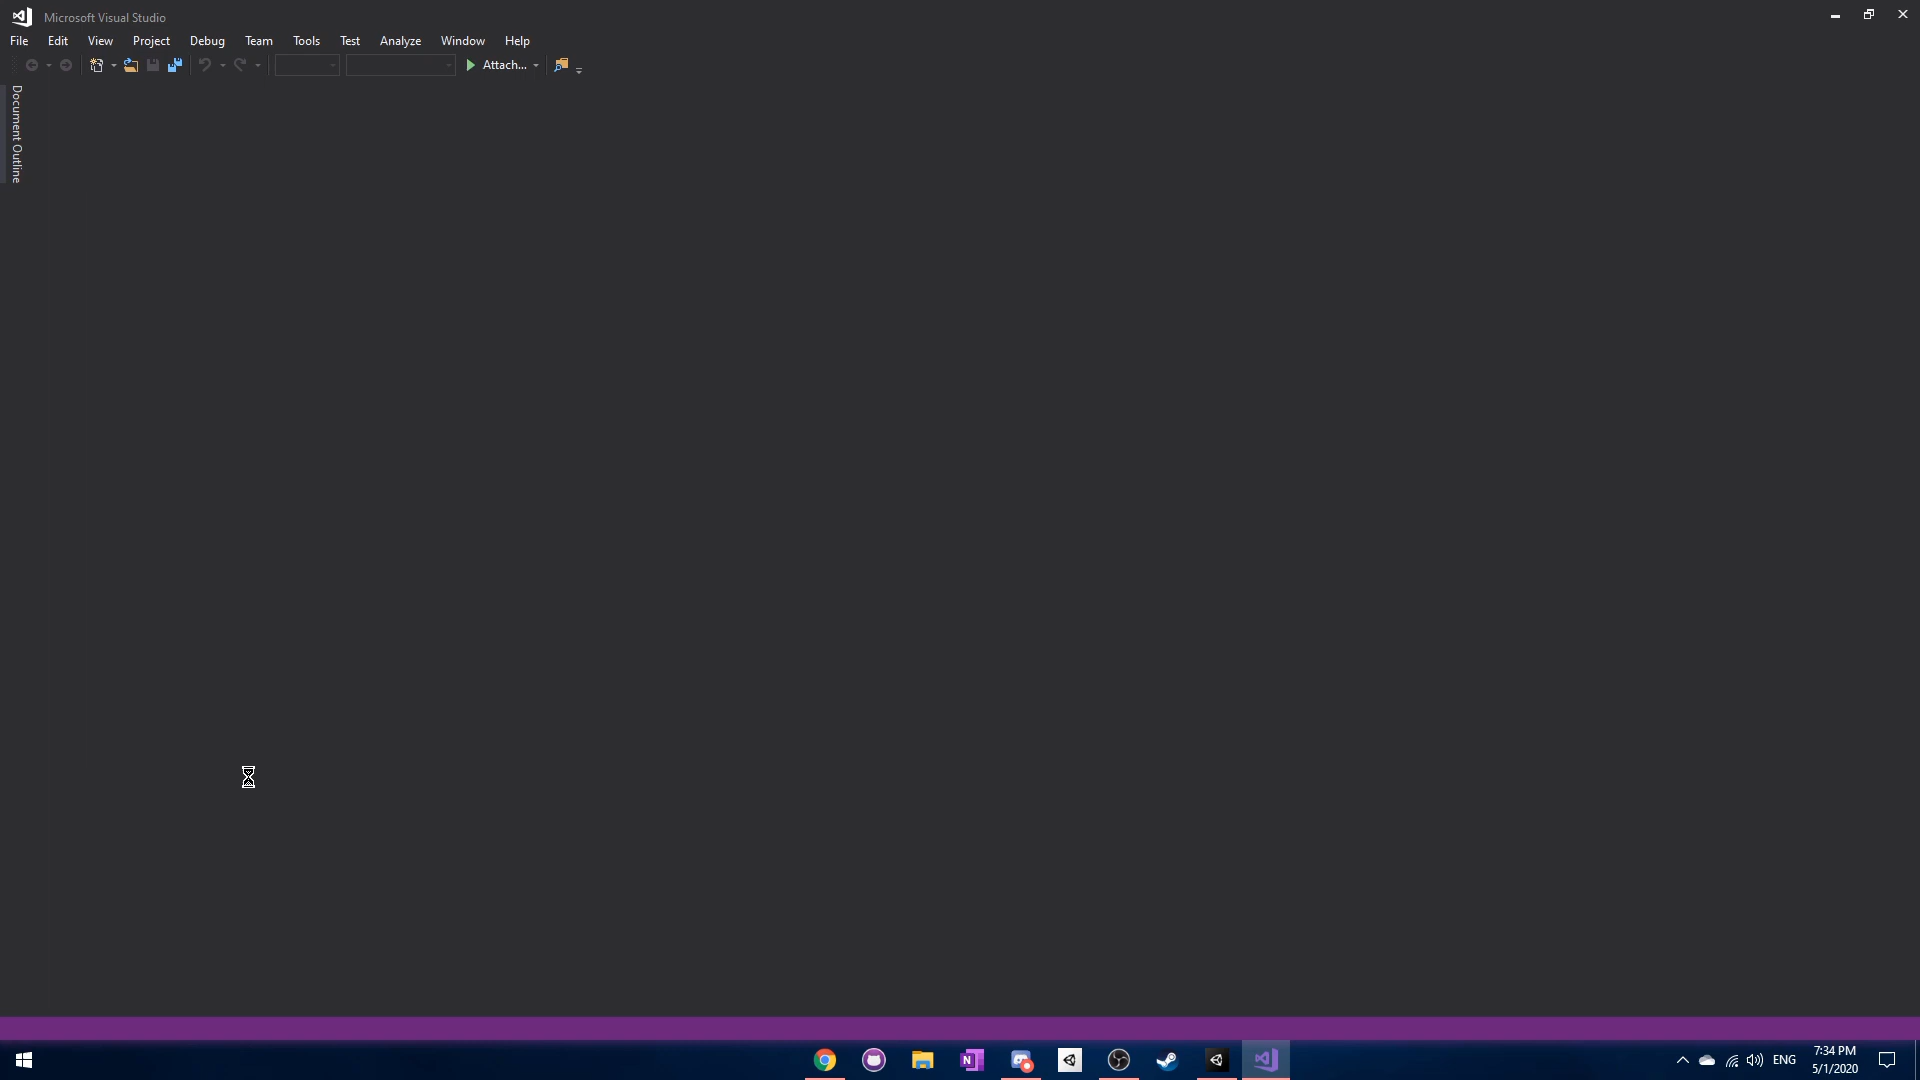 Microsoft Visual Studio
File Edit View Project Debug Team Tools Test Analyze Window Help
Attach...
Document Outline
N
ENG
7:34 PM
5/1/2020